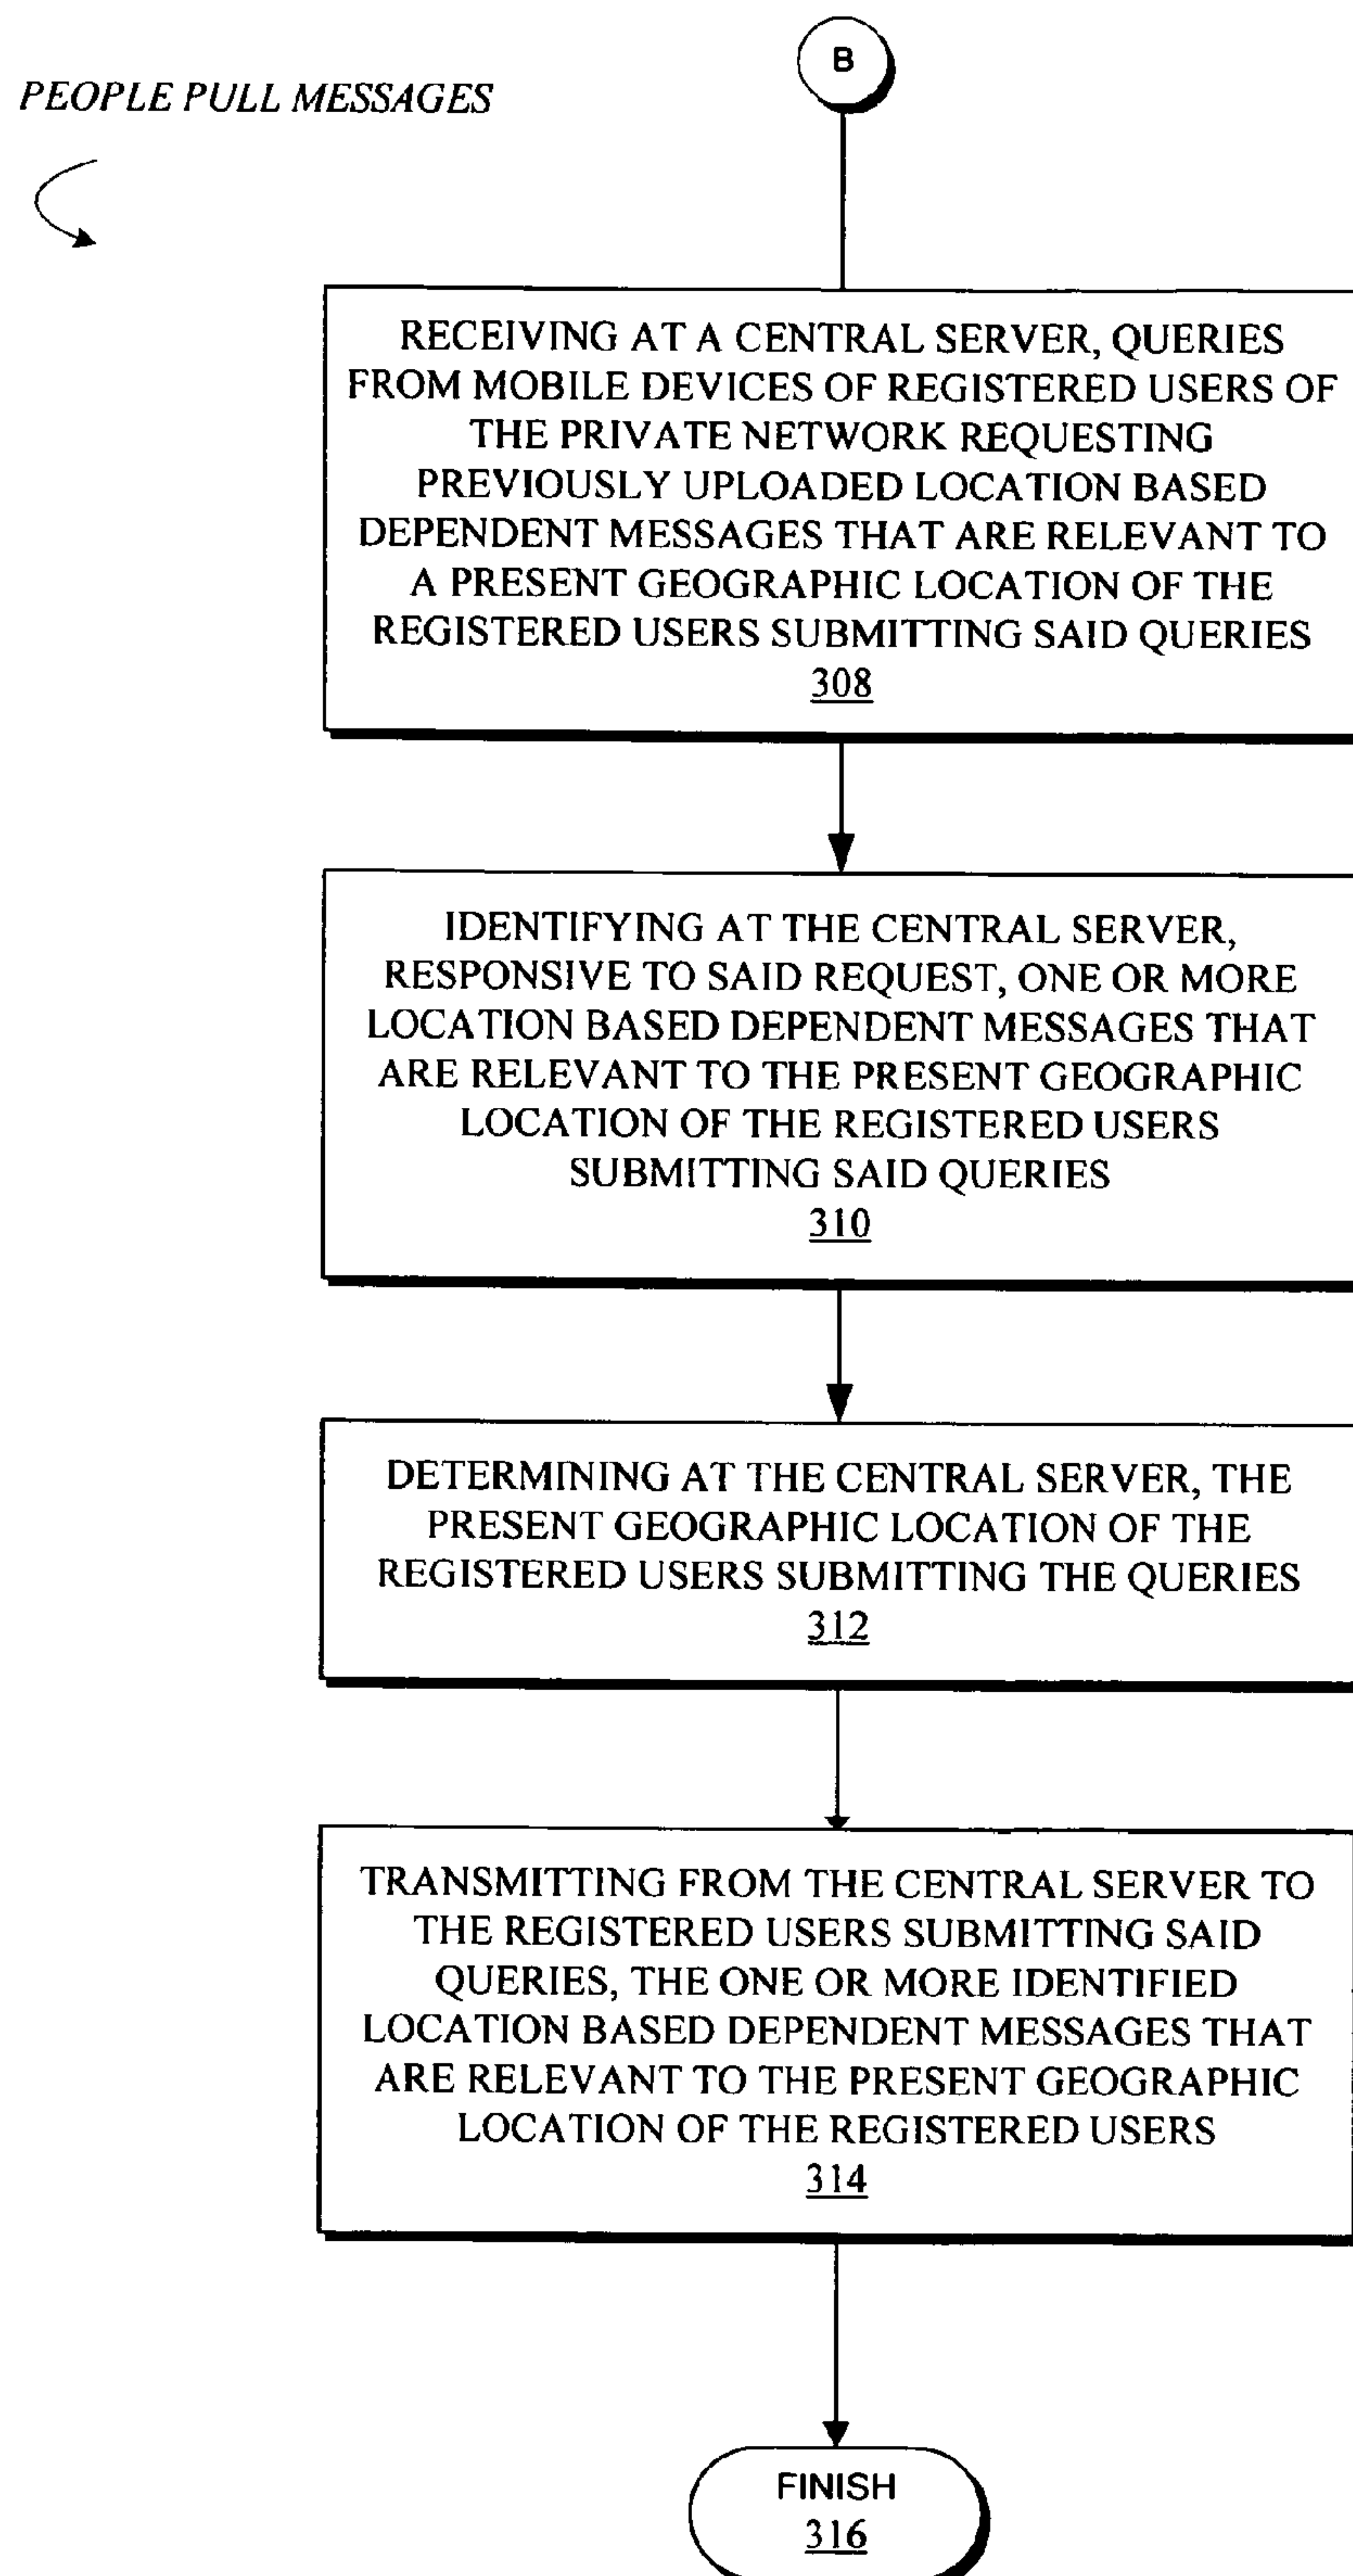 B
PEOPLE PULL MESSAGES
RECEIVING AT A CENTRAL SERVER, QUERIES
FROM MOBILE DEVICES OF REGISTERED USERS OF
THE PRIVATE NETWORK REQUESTING
PREVIOUSLY UPLOADED LOCATION BASED
DEPENDENT MESSAGES THAT ARE RELEVANT TO
A PRESENT GEOGRAPHIC LOCATION OF THE
REGISTERED USERS SUBMITTING SAID QUERIES
308
IDENTIFYING AT THE CENTRAL SERVER,
RESPONSIVE TO SAID REQUEST, ONE OR MORE
LOCATION BASED DEPENDENT MESSAGES THAT
ARE RELEVANT TO THE PRESENT GEOGRAPHIC
LOCATION OF THE REGISTERED USERS
SUBMITTING SAID QUERIES
310
DETERMINING AT THE CENTRAL SERVER, THE
PRESENT GEOGRAPHIC LOCATION OF THE
REGISTERED USERS SUBMITTING THE QUERIES
312
TRANSMITTING FROM THE CENTRAL SERVER TO
THE REGISTERED USERS SUBMITTING SAID
QUERIES, THE ONE OR MORE IDENTIFIED
LOCATION BASED DEPENDENT MESSAGES THAT
ARE RELEVANT TO THE PRESENT GEOGRAPHIC
LOCATION OF THE REGISTERED USERS
314
FINISH
316